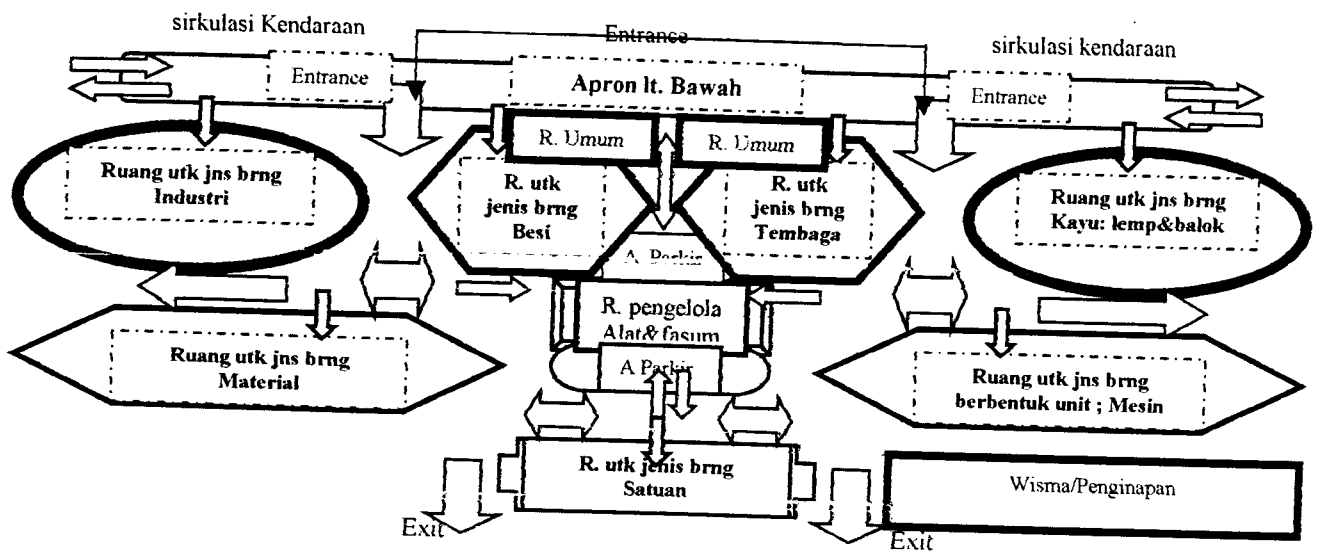 sirkulasi Kendaraan
Entrance
sirkulasi kendaraan
Entrance
Apron lt. Bawah
Entrance
R. Umum
R. Umum
Ruang utk jns brng
Industri
R. utk
jenis brng
Besi
R. utk
jenis brng
Tembaga
Ruang utk jns brng
Kayu: lemp&balok
A. Parkir
R. pengelola
Alat&fasum
A Parkir
Ruang utk jns brng
Material
Ruang utk jns brng
berbentuk unit ; Mesin
R. utk jenis brng
Satuan
Wisma/Penginapan
Exit
Exit